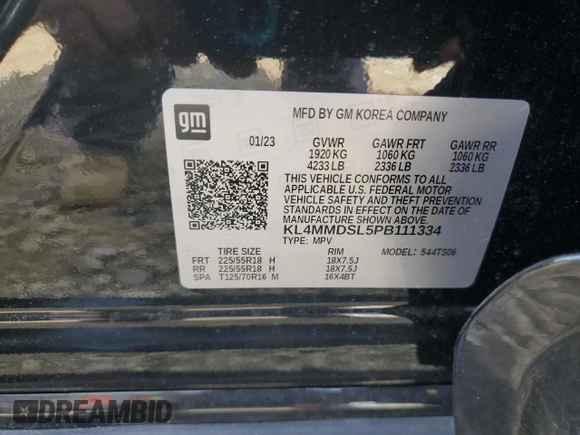 gm
MFD BY GM KOREA COMPANY
01/23 GVWR GAWR FRT GAWR RR
1920 KG 1060 KG 1060 KG
4233 LB 2336 LB 2336 LB
THIS VEHICLE CONFORMS TO ALL
APPLICABLE U.S. FEDERAL MOTOR
VEHICLE SAFETY AND THEFT PREVENTION
STANDARDS IN EFFECT ON THE DATE OF
MANUFACTURE SHOWN ABOVE.
KL4MMDSL5PB111334
TYPE: MPV MODEL: 544TS06
TIRE SIZE RIM
FRT 225/55R18 H 18X7.5J
RR 225/55R18 H 18X7.5J
SPA T125/70R16 M 16X4BT
DREAMBID